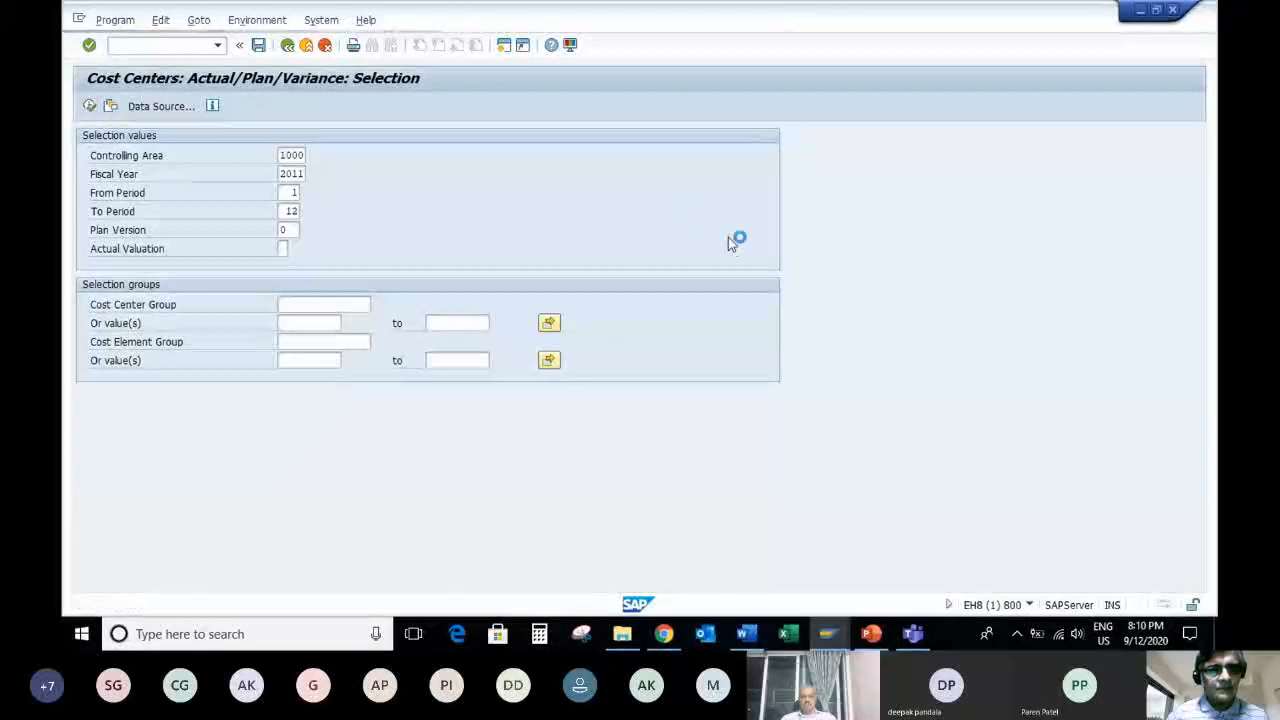 Program Edit Goto Environment System Help
Cost Centers: Actual/Plan/Variance: Selection
Data Source...
Selection values
Controlling Area 1000
Fiscal Year 2011
From Period 1
To Period 12
Plan Version 0
Actual Valuation
Selection groups
Cost Center Group
Or value(s) to
Cost Element Group
Or value(s) to
SAP EH8 (1) 800 SAPServer INS
Type here to search
ENG
US
8:10 PM
9/12/2020
+7 SG CG AK G AP PI DD AK M DP PP
deepak pandala Paren Patel